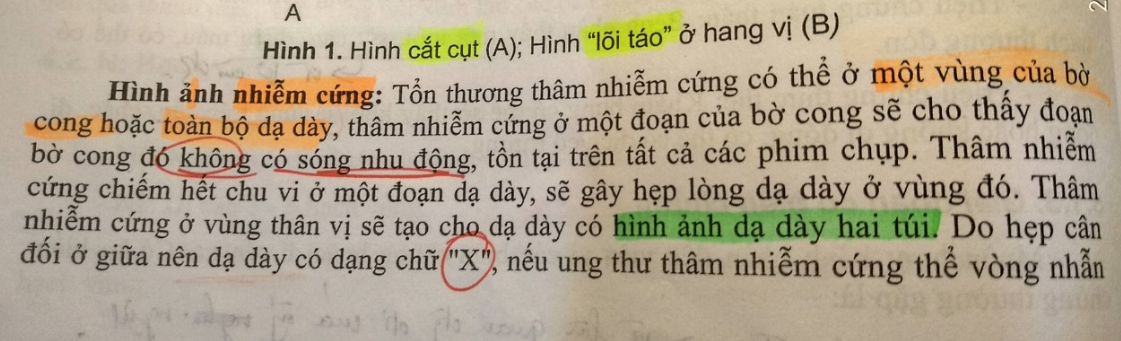 A
Hình 1. Hình cắt cụt (A); Hình “lõi táo” ở hang vị (B)
Hình ảnh nhiễm cứng: Tổn thương thâm nhiễm cứng có thể ở một vùng của bờ
cong hoặc toàn bộ dạ dày, thâm nhiễm cứng ở một đoạn của bờ cong sẽ cho thấy đoạn
bờ cong đó không có sóng nhu động, tồn tại trên tất cả các phim chụp. Thâm nhiễm
cứng chiếm hết chu vi ở một đoạn dạ dày, sẽ gây hẹp lòng dạ dày ở vùng đó. Thâm
nhiễm cứng ở vùng thân vị sẽ tạo cho dạ dày có hình ảnh dạ dày hai túi. Do hẹp cân
đối ở giữa nên dạ dày có dạng chữ "X", nếu ung thư thâm nhiễm cứng thể vòng nhẫn